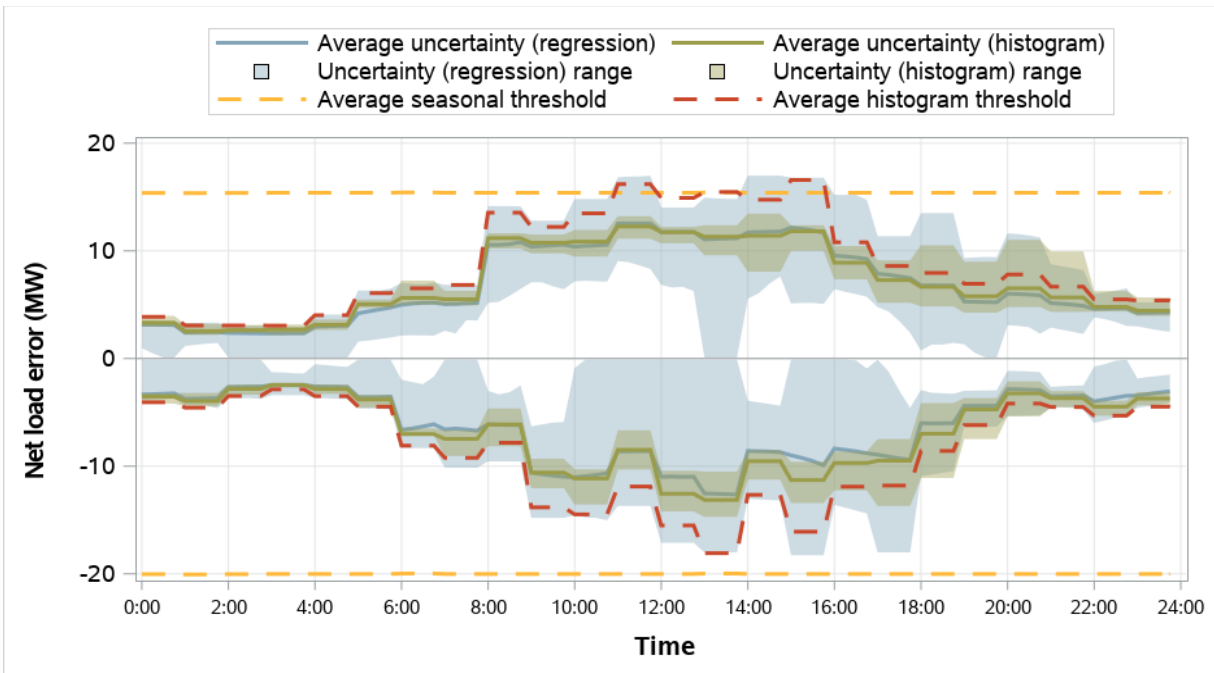 Average uncertainty (regression) Average uncertainty (histogram)
Uncertainty (regression) range Uncertainty (histogram) range
Average seasonal threshold Average histogram threshold
Net load error (MW)
20
10
0
-10
-20
0:00 2:00 4:00 6:00 8:00 10:00 12:00 14:00 16:00 18:00 20:00 22:00 24:00
Time